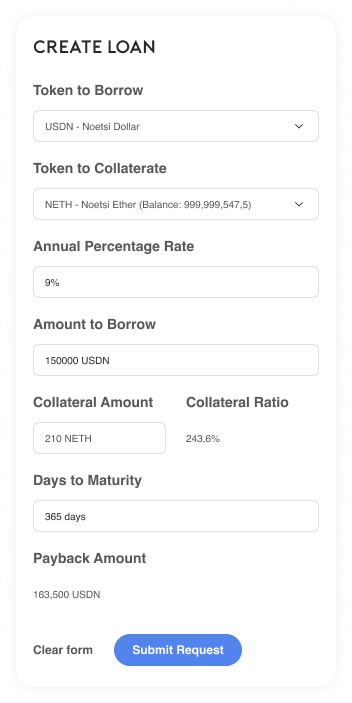 CREATE LOAN
Token to Borrow
USDN - Noetsi Dollar
Token to Collaterate
NETH - Noetsi Ether (Balance: 999,999,547,5)
Annual Percentage Rate
9%
Amount to Borrow
150000 USDN
Collateral Amount Collateral Ratio
210 NETH 243,6%
Days to Maturity
365 days
Payback Amount
163,500 USDN
Clear form Submit Request